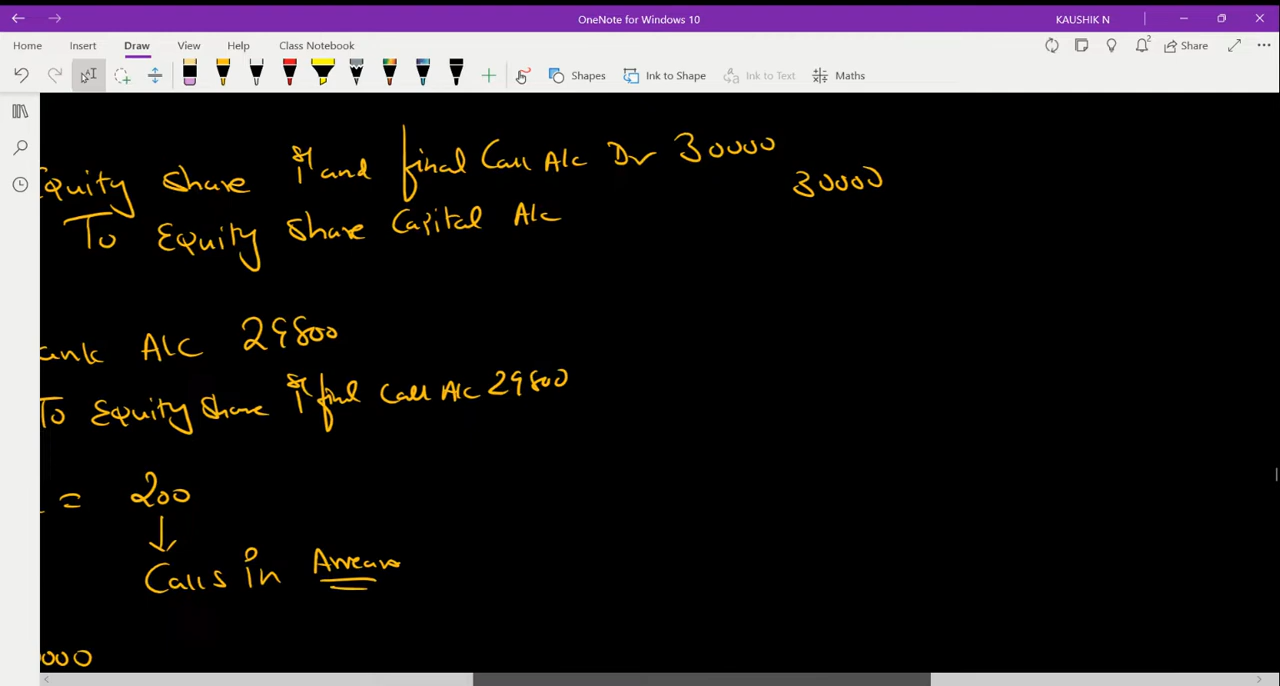 OneNote for Windows 10
KAUSHIK N
Home Insert Draw View Help Class Notebook
Share
Shapes Ink to Shape Ink to Text Maths
Equity Share 1st and final Call A/c Dr 30000
30000
To Equity Share Capital A/c
ank A/c 29800
To Equity Share 1st final Call A/c 29800
= 200
Calls in Arrears
0000